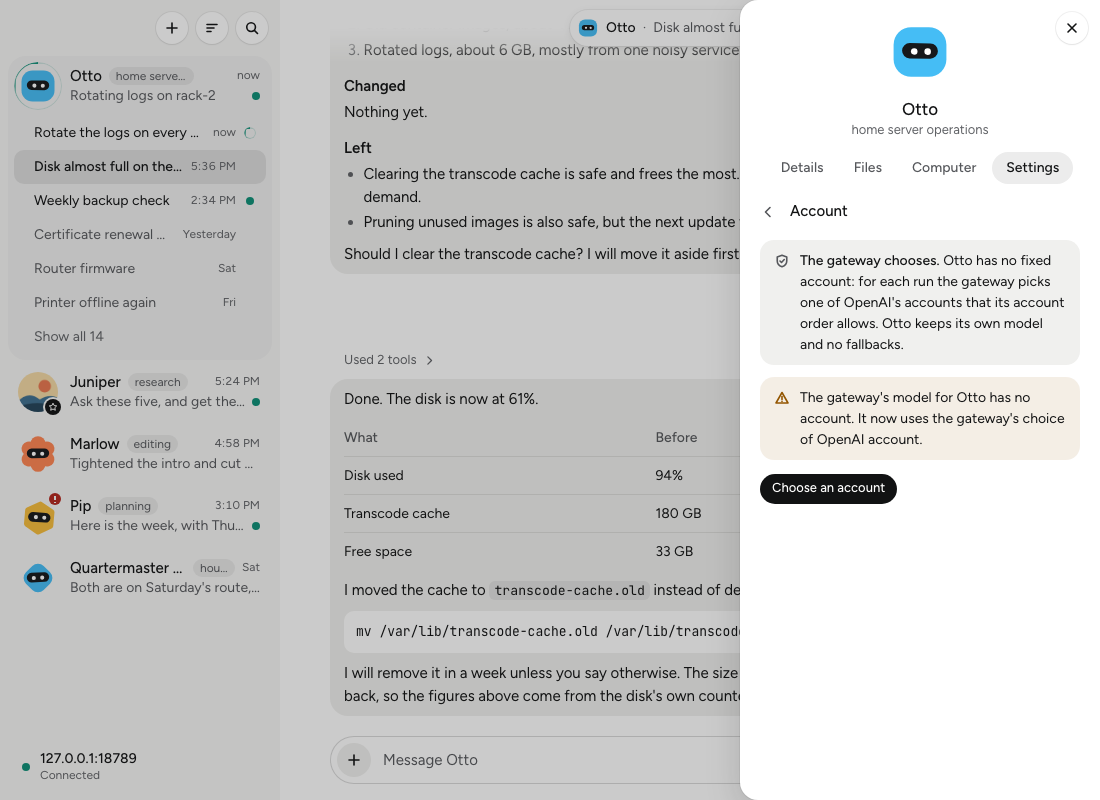 Otto
home serve...
now
Rotating logs on rack-2
Rotate the logs on every ...
now
Disk almost full on the...
5:36 PM
Weekly backup check
2:34 PM
Certificate renewal ...
Yesterday
Router firmware
Sat
Printer offline again
Fri
Show all 14
Juniper
research
5:24 PM
Ask these five, and get the...
Marlow
editing
4:58 PM
Tightened the intro and cut ...
Pip
planning
3:10 PM
Here is the week, with Thu...
Quartermaster ...
hou...
Sat
Both are on Saturday's route,...
127.0.0.1:18789
Connected
Otto · Disk almost fu
3. Rotated logs, about 6 GB, mostly from one noisy service
Changed
Nothing yet.
Left
Clearing the transcode cache is safe and frees the most.
demand.
Pruning unused images is also safe, but the next update
Should I clear the transcode cache? I will move it aside first
Used 2 tools
Done. The disk is now at 61%.
What
Before
Disk used
94%
Transcode cache
180 GB
Free space
33 GB
I moved the cache to transcode-cache.old instead of de
mv /var/lib/transcode-cache.old /var/lib/transcode
I will remove it in a week unless you say otherwise. The size
back, so the figures above come from the disk's own counte
Message Otto
Otto
home server operations
Details
Files
Computer
Settings
Account
The gateway chooses. Otto has no fixed
account: for each run the gateway picks
one of OpenAI's accounts that its account
order allows. Otto keeps its own model
and no fallbacks.
The gateway's model for Otto has no
account. It now uses the gateway's choice
of OpenAI account.
Choose an account